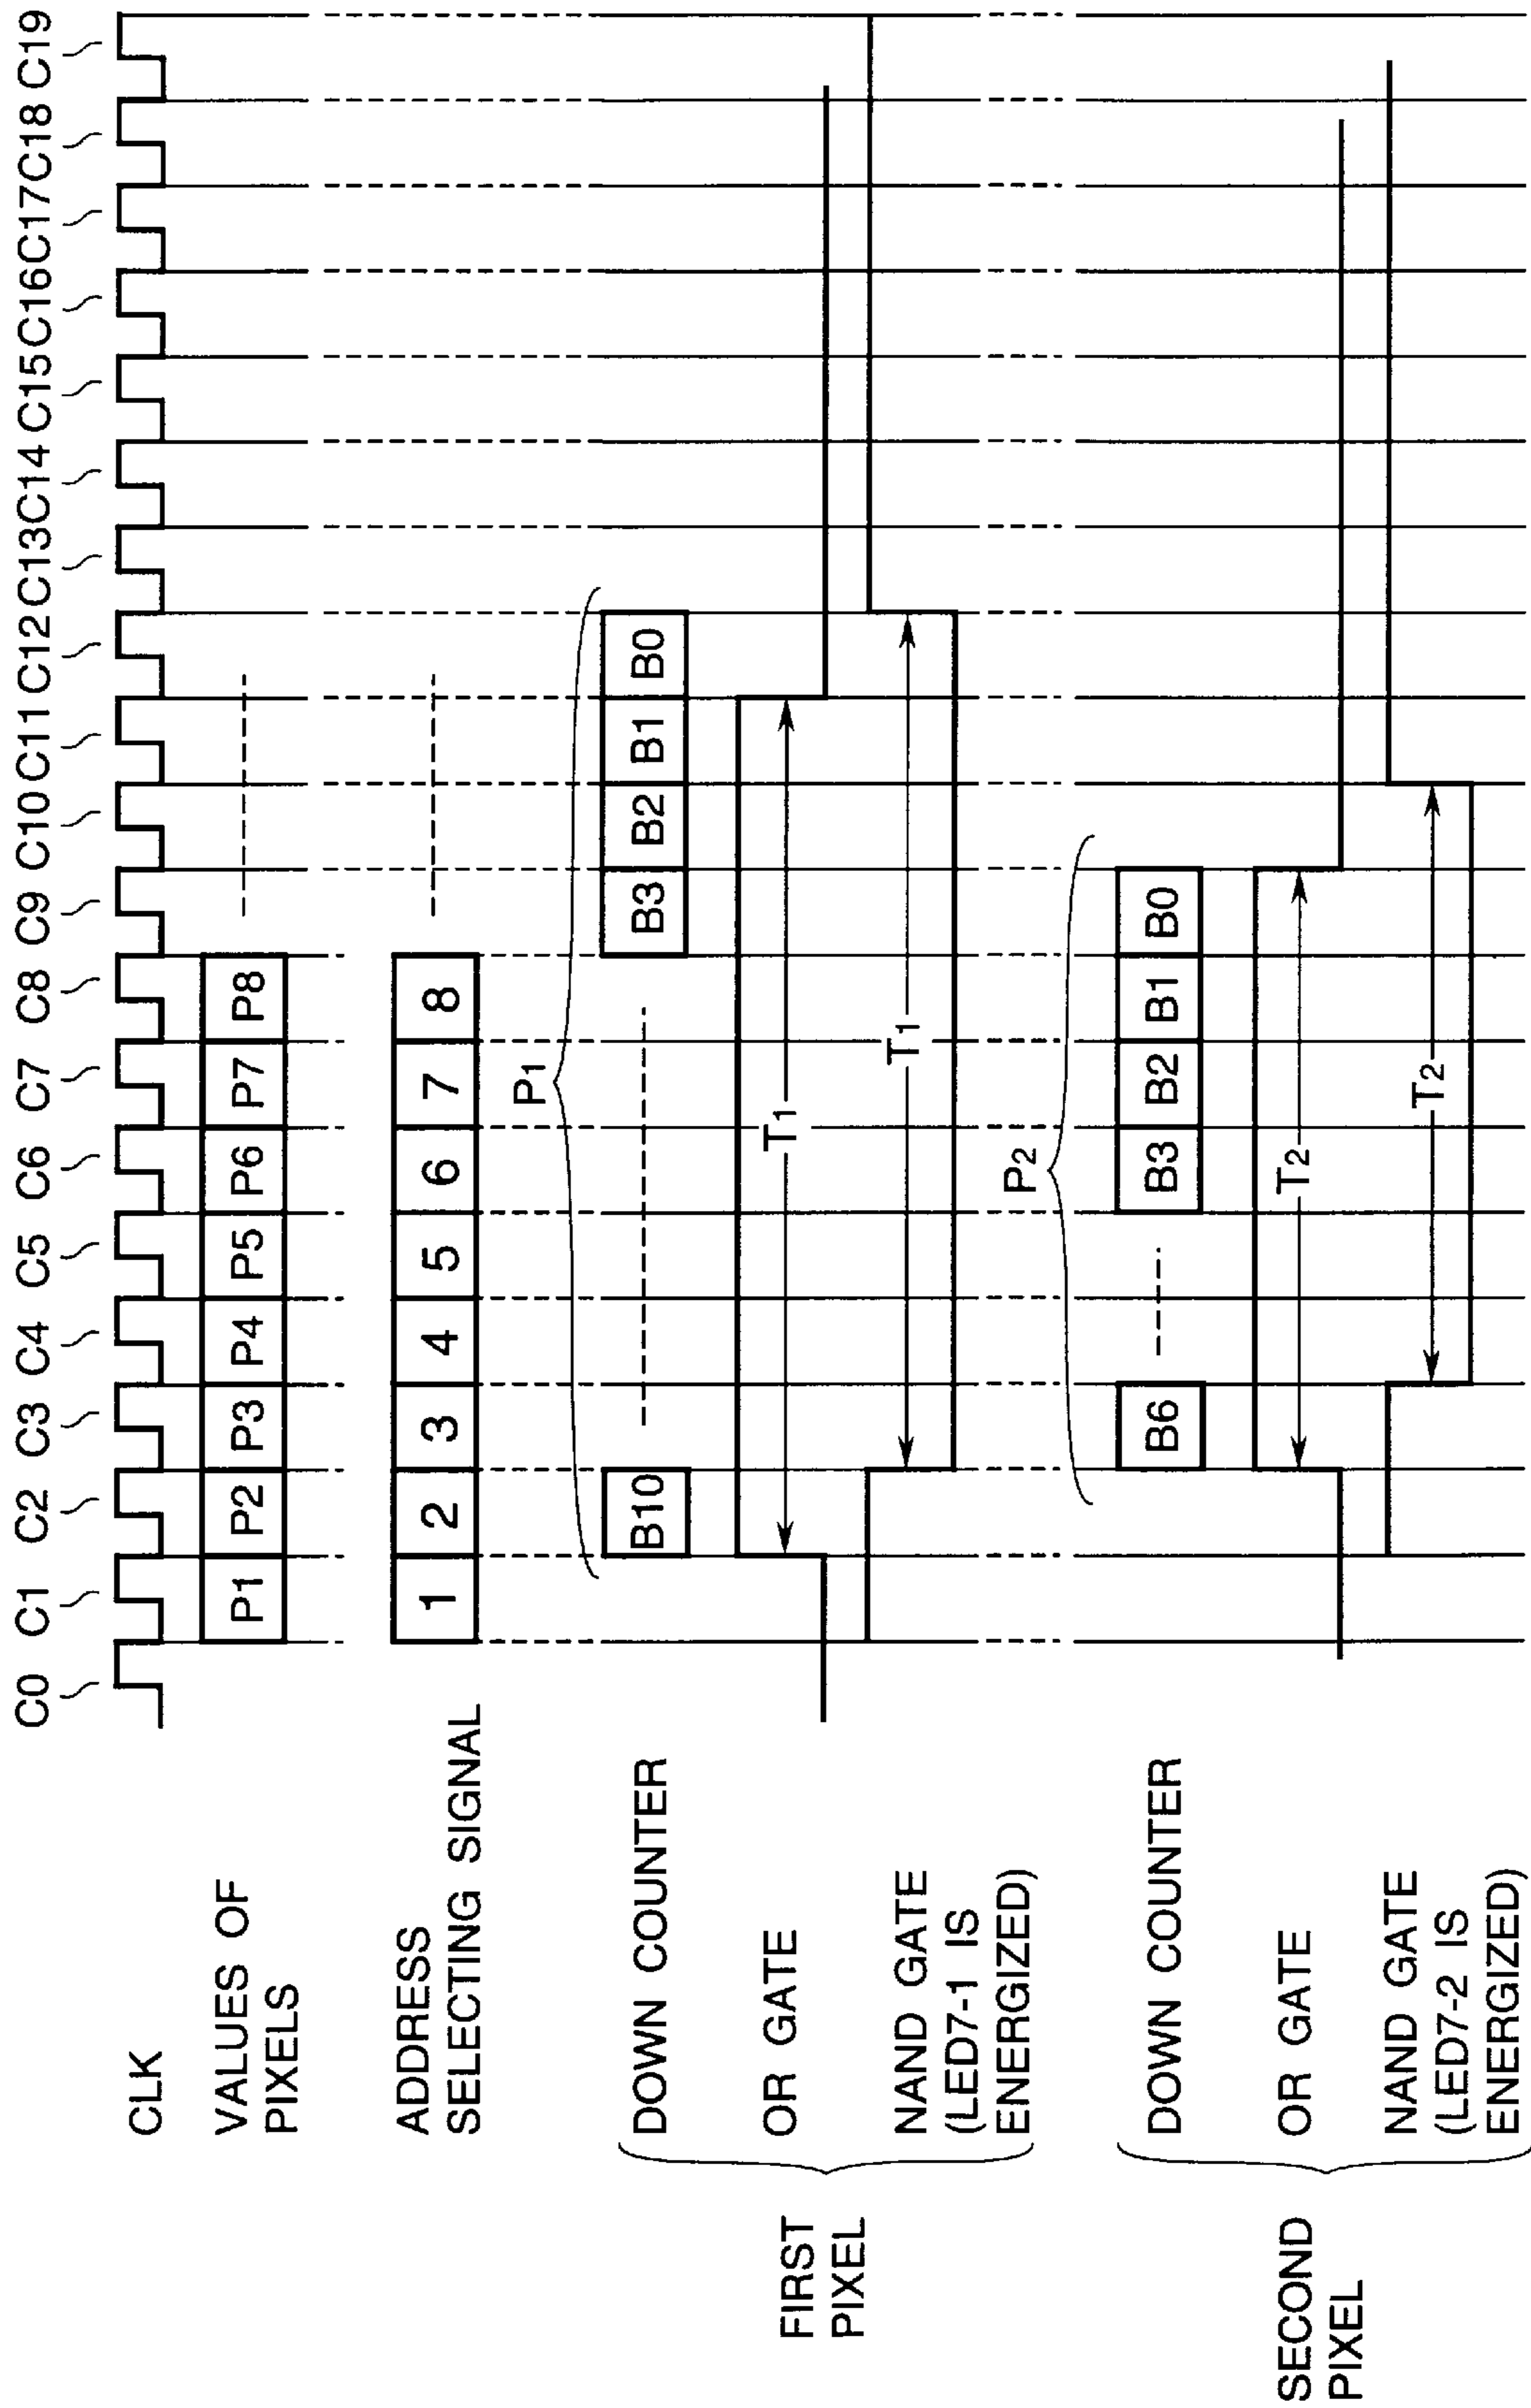 CLK
C0 C1 C2 C3 C4 C5 C6 C7 C8 C9 C10 C11 C12 C13 C14 C15 C16 C17 C18 C19
VALUES OF
PIXELS
P1 P2 P3 P4 P5 P6 P7 P8
ADDRESS
SELECTING SIGNAL
1 2 3 4 5 6 7 8
FIRST
PIXEL
P1
DOWN COUNTER
B10 B3 B2 B1 B0
OR GATE
T1
NAND GATE
(LED7-1 IS
ENERGIZED)
T1
SECOND
PIXEL
P2
DOWN COUNTER
B6 B3 B2 B1 B0
OR GATE
T2
NAND GATE
(LED7-2 IS
ENERGIZED)
T2